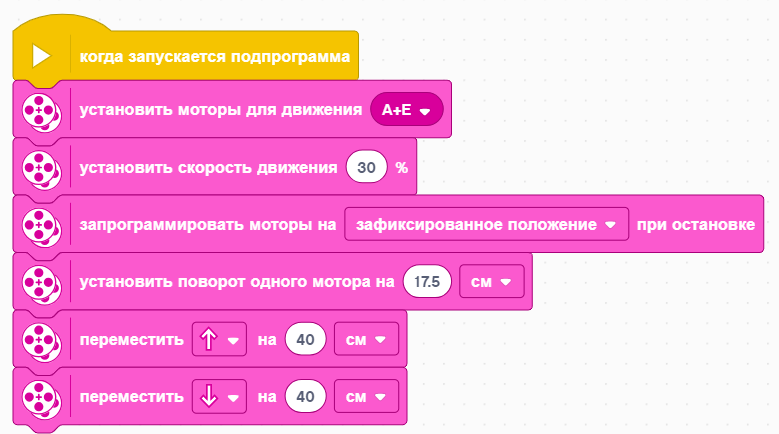 когда запускается подпрограмма
установить моторы для движения A+E
установить скорость движения 30 %
запрограммировать моторы на зафиксированное положение при остановке
установить поворот одного мотора на 17.5 см
переместить ↑ на 40 см
переместить ↓ на 40 см